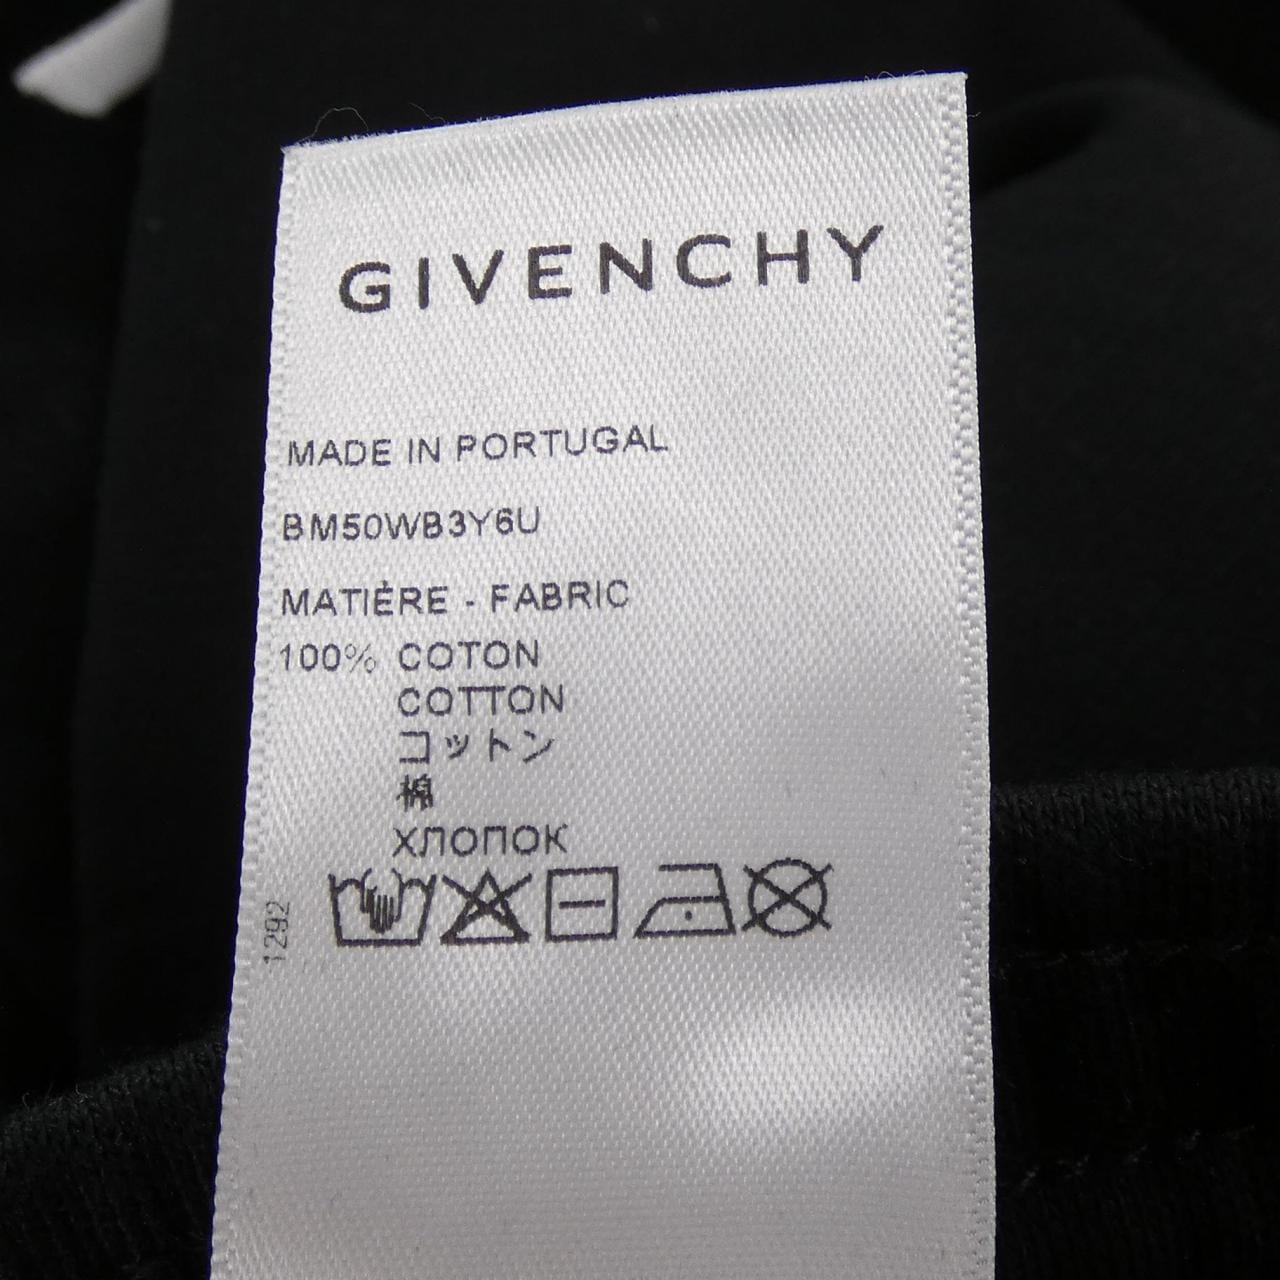 GIVENCHY
MADE IN PORTUGAL
BM50WB3Y6U
MATIÈRE - FABRIC
100% COTON
COTTON
コットン
棉
ХЛОПОК
1292